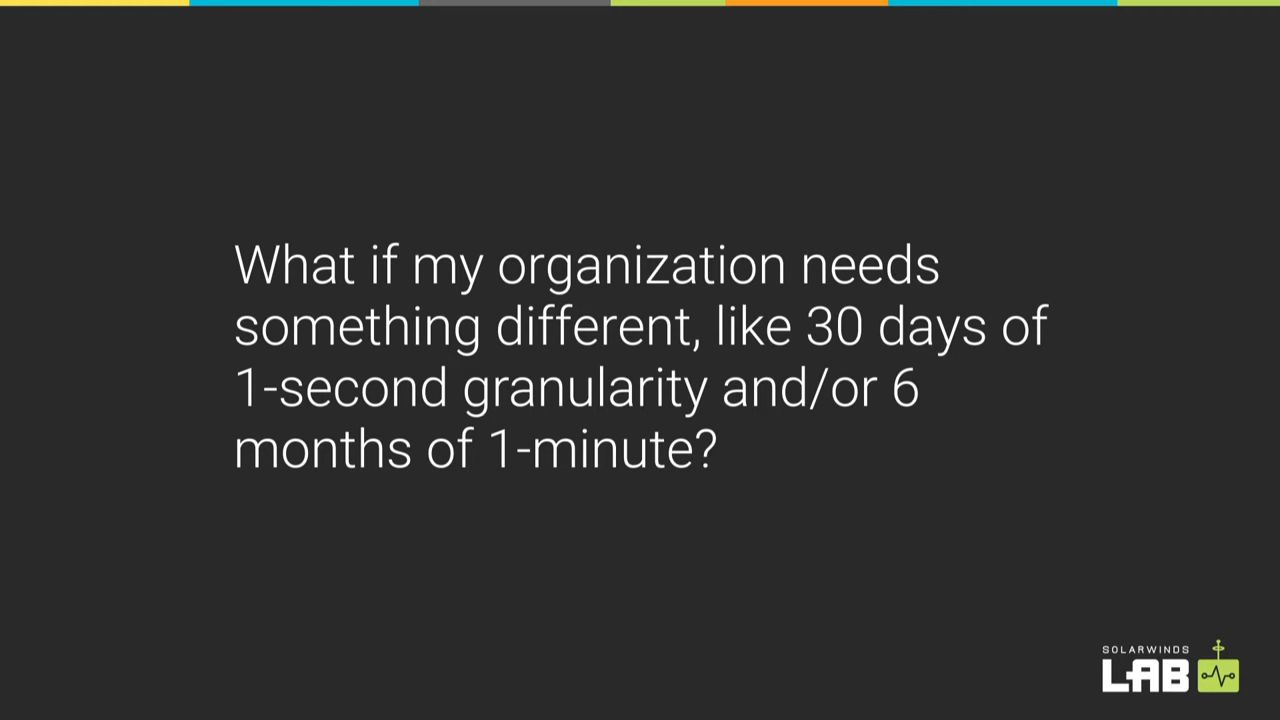 What if my organization needs
something different, like 30 days of
1-second granularity and/or 6
months of 1-minute?
SOLARWINDS
LAB